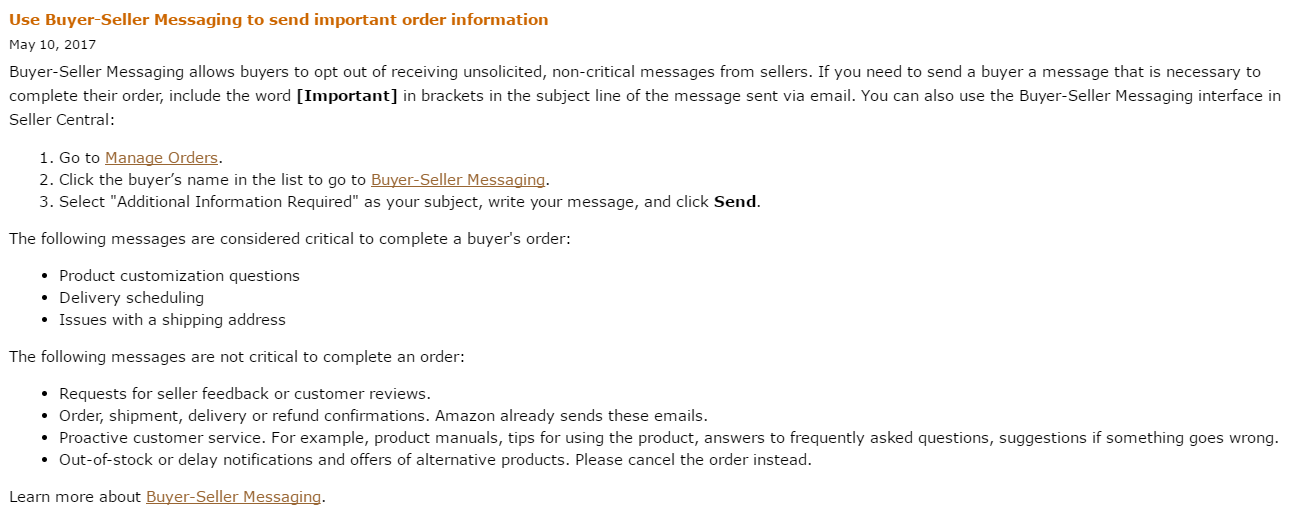 Use Buyer-Seller Messaging to send important order information
May 10, 2017
Buyer-Seller Messaging allows buyers to opt out of receiving unsolicited, non-critical messages from sellers. If you need to send a buyer a message that is necessary to
complete their order, include the word [Important] in brackets in the subject line of the message sent via email. You can also use the Buyer-Seller Messaging interface in
Seller Central:
1. Go to Manage Orders.
2. Click the buyer’s name in the list to go to Buyer-Seller Messaging.
3. Select "Additional Information Required" as your subject, write your message, and click Send.
The following messages are considered critical to complete a buyer's order:
• Product customization questions
• Delivery scheduling
• Issues with a shipping address
The following messages are not critical to complete an order:
• Requests for seller feedback or customer reviews.
• Order, shipment, delivery or refund confirmations. Amazon already sends these emails.
• Proactive customer service. For example, product manuals, tips for using the product, answers to frequently asked questions, suggestions if something goes wrong.
• Out-of-stock or delay notifications and offers of alternative products. Please cancel the order instead.
Learn more about Buyer-Seller Messaging.